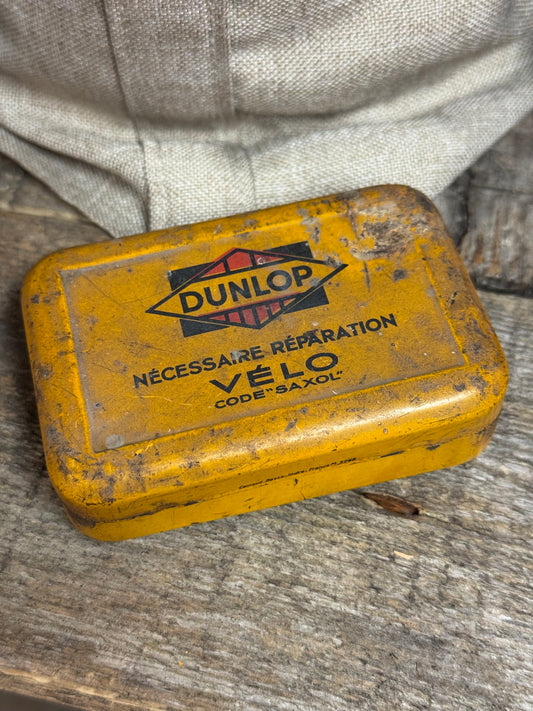 DUNLOP
NÉCESSAIRE RÉPARATION
VÉLO
CODE "SAXOL"